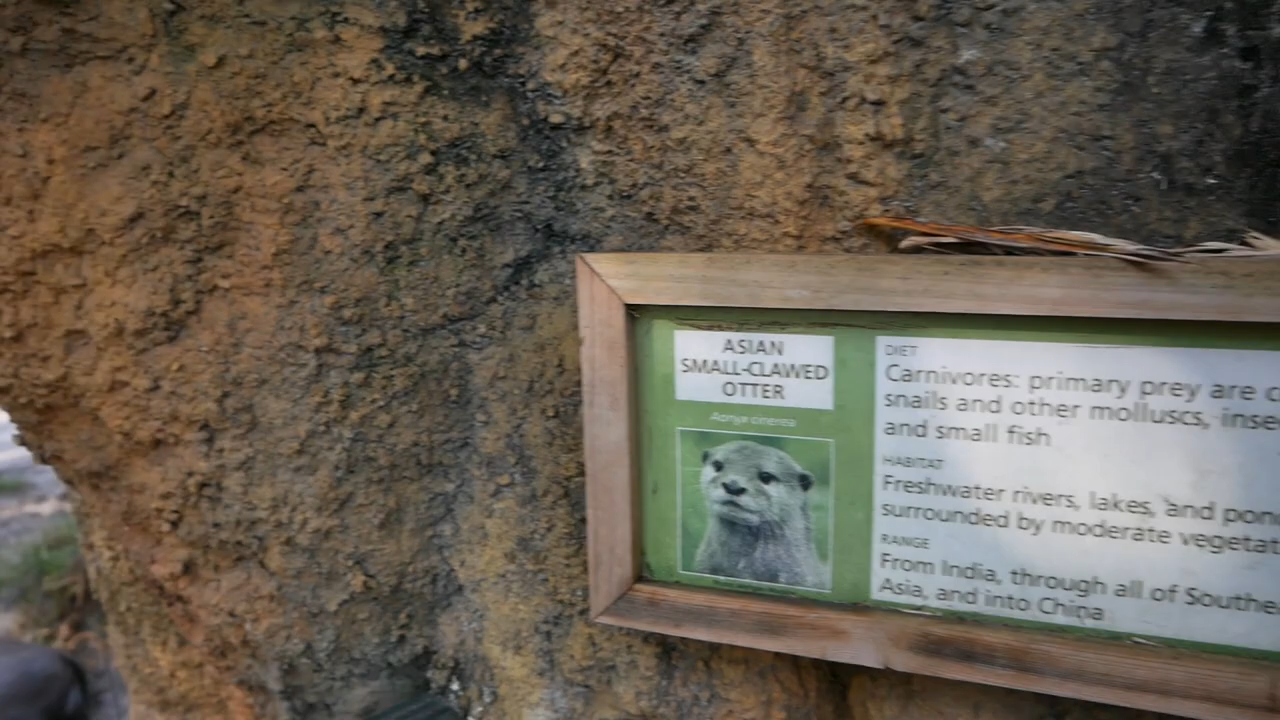 ASIAN
SMALL-CLAWED
OTTER
Aonyx cinerea
DIET
Carnivores: primary prey are
snails and other molluscs,
and small fish
HABITAT
Freshwater rivers, lakes, and
surrounded by moderate
RANGE
From India, through all of
Asia, and into China